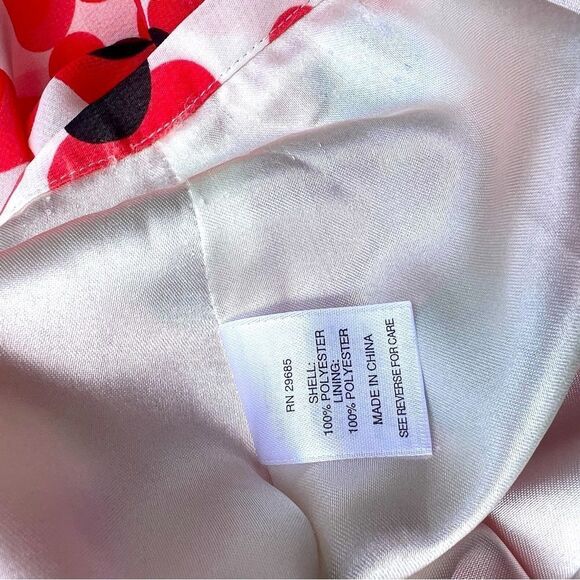 RN 29685
SHELL:
100% POLYESTER
LINING:
100% POLYESTER
MADE IN CHINA
SEE REVERSE FOR CARE